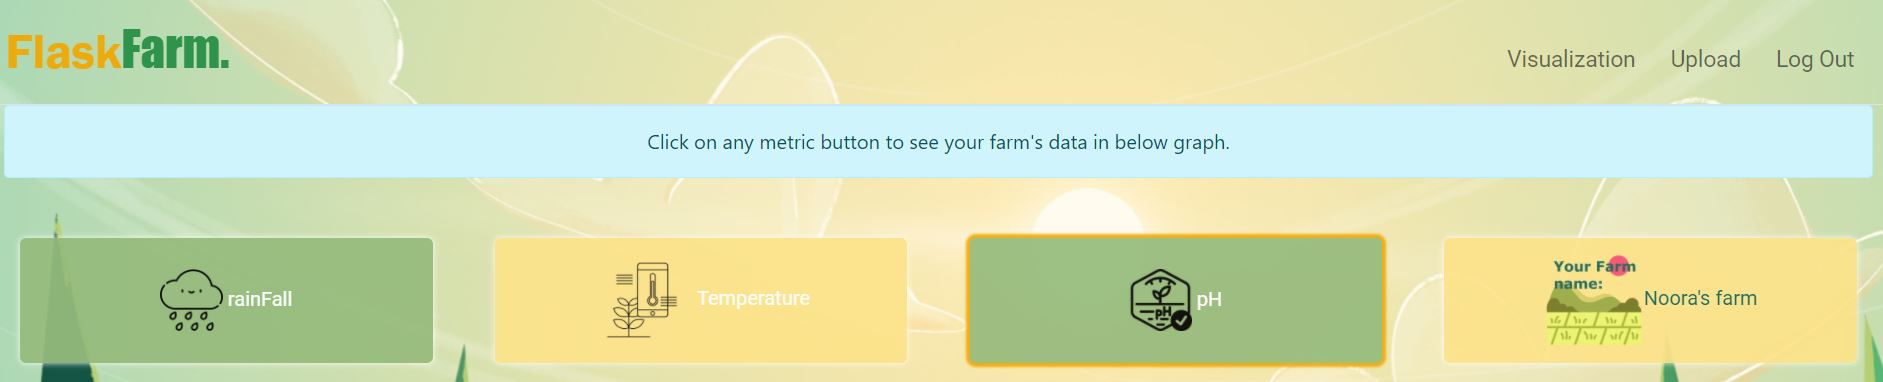 FlaskFarm.
Visualization Upload Log Out
Click on any metric button to see your farm's data in below graph.
rainFall
Temperature
pH
pH
Your Farm
name:
Noora's farm